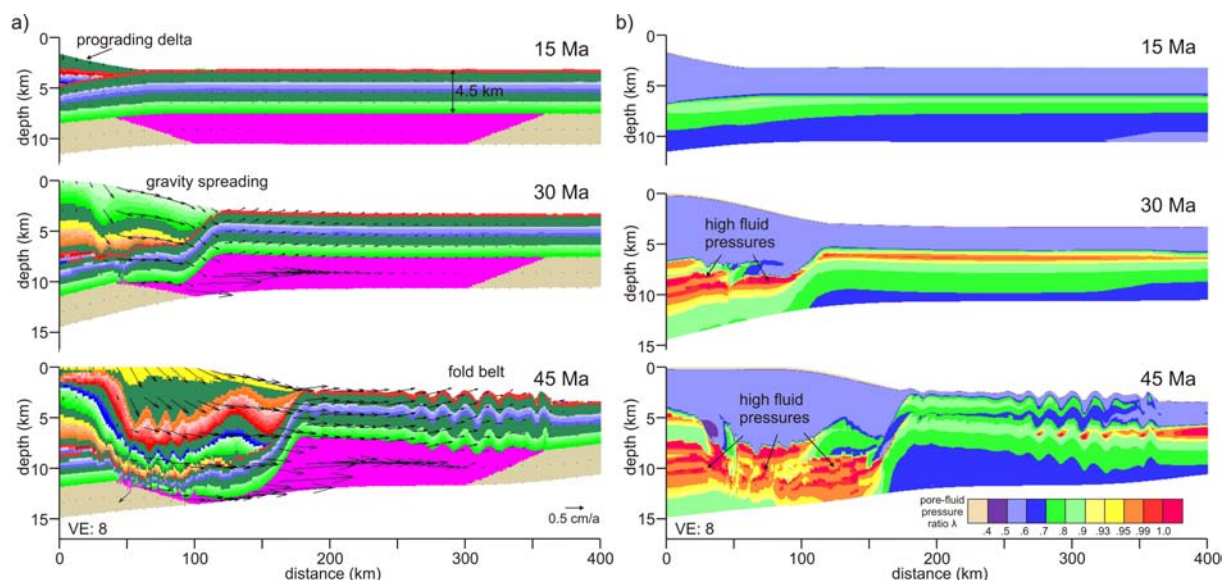 a)
prograding delta
15 Ma
0
5
10
depth (km)
4.5 km
gravity spreading
30 Ma
0
5
10
15
depth (km)
fold belt
45 Ma
0
5
10
15
depth (km)
VE: 8
0.5 cm/a
0 100 200 300 400
distance (km)
b)
15 Ma
0
5
10
15
depth (km)
30 Ma
high fluid
pressures
0
5
10
15
depth (km)
45 Ma
high fluid
pressures
0
5
10
15
depth (km)
VE: 8
pore-fluid
pressure
ratio λ
.4 .5 .6 .7 .8 .9 .93 .95 .99 1.0
0 100 200 300 400
distance (km)